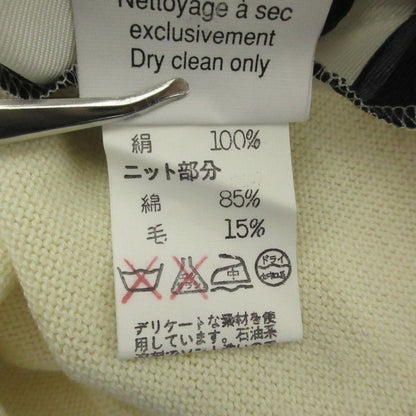 Nettoyage à sec
exclusivement
Dry clean only
絹 100%
ニット部分
綿 85%
毛 15%
中
ドライ
デリケートな素材を使
用しています。石油系